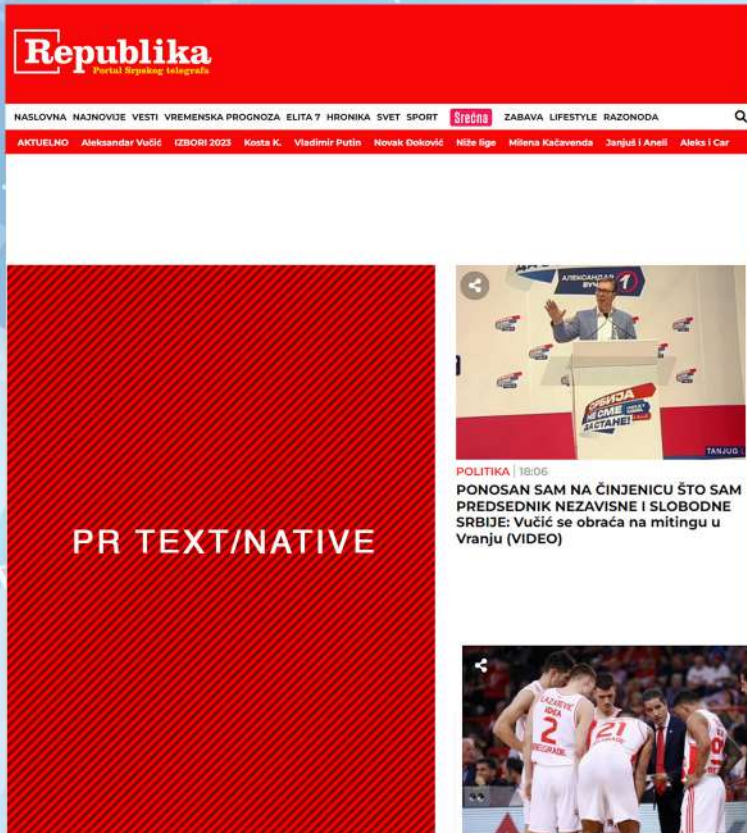 Republika
Portal Srpskog telegrafa
NASLOVNA NAJNOVIJE VESTI VREMENSKA PROGNOZA ELITA 7 HRONIKA SVET SPORT Srećna ZABAVA LIFESTYLE RAZONODA
AKTUELNO Aleksandar Vučić IZBORI 2023 Kosta K. Vladimir Putin Novak Đoković Niže lige Milena Kačavenda Janjuš i Aneli Aleks i Car
АЛЕКСАНДАР
1
СРБИЈА
НЕ СМЕ
ДА СТАНЕ!
TANJUG
POLITIKA | 18:06
PONOSAN SAM NA ČINJENICU ŠTO SAM
PREDSEDNIK NEZAVISNE I SLOBODNE
SRBIJE: Vučić se obraća na mitingu u
Vranju (VIDEO)
PR TEXT/NATIVE
LAZAREVIĆ
2
21